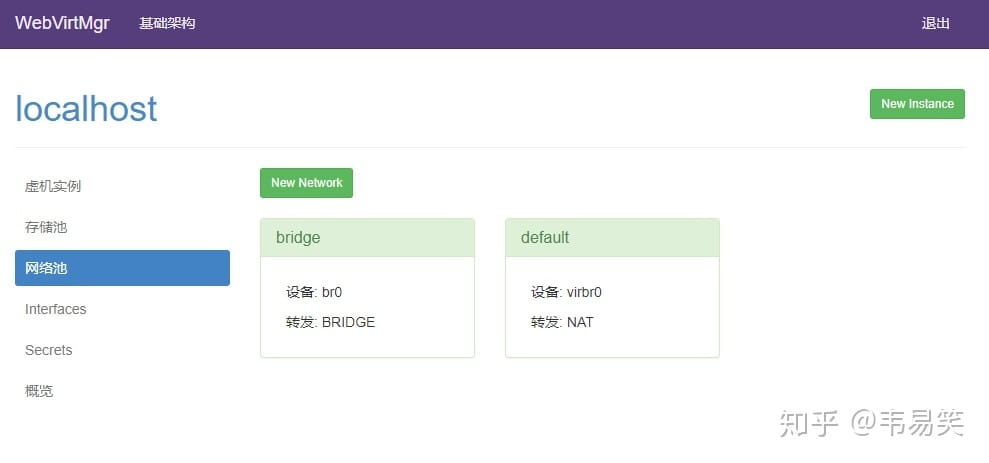 WebVirtMgr 基础架构 退出
localhost
New Instance
虚机实例
存储池
网络池
Interfaces
Secrets
概览
New Network
bridge
设备: br0
转发: BRIDGE
default
设备: virbr0
转发: NAT
知乎 @韦易笑